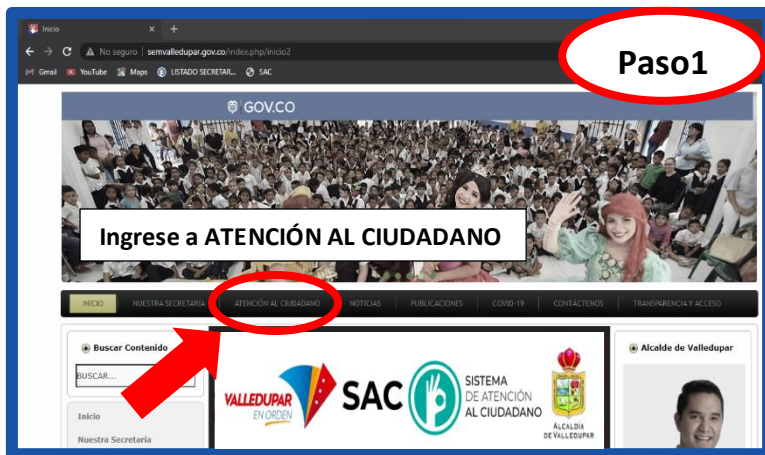 Inicio
No seguro | semvalledupar.gov.co/index.php/inicio2
Gmail YouTube Maps LISTADO SECRETAR... SAC
Paso1
GOV.CO
Ingrese a ATENCIÓN AL CIUDADANO
INICIO NUESTRA SECRETARÍA ATENCIÓN AL CIUDADANO NOTICIAS PUBLICACIONES COVID-19 CONTÁCTENOS TRANSPARENCIA Y ACCESO
Buscar Contenido
BUSCAR...
Inicio
Nuestra Secretaría
VALLEDUPAR
EN ORDEN
SAC
SISTEMA
DE ATENCIÓN
AL CIUDADANO
ALCALDÍA
DE VALLEDUPAR
Alcalde de Valledupar